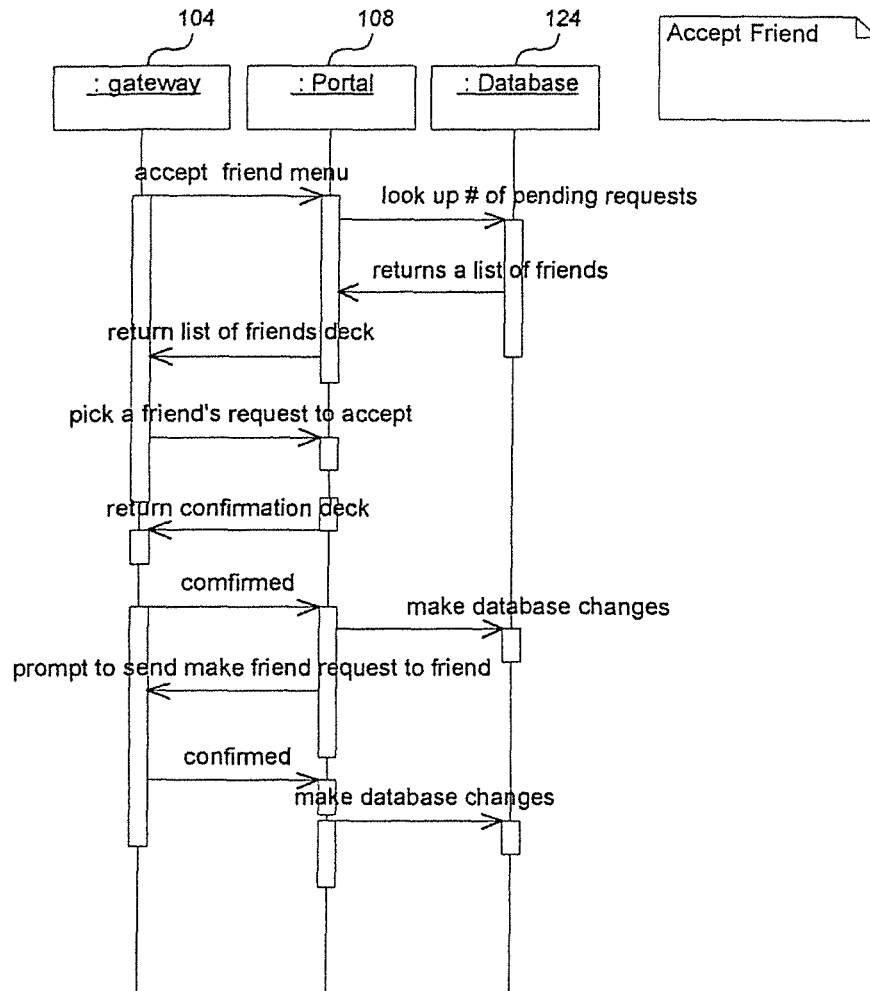 104 108 124
Accept Friend
: gateway : Portal : Database
accept friend menu
look up # of pending requests
returns a list of friends
return list of friends deck
pick a friend's request to accept
return confirmation deck
comfirmed
make database changes
prompt to send make friend request to friend
confirmed
make database changes